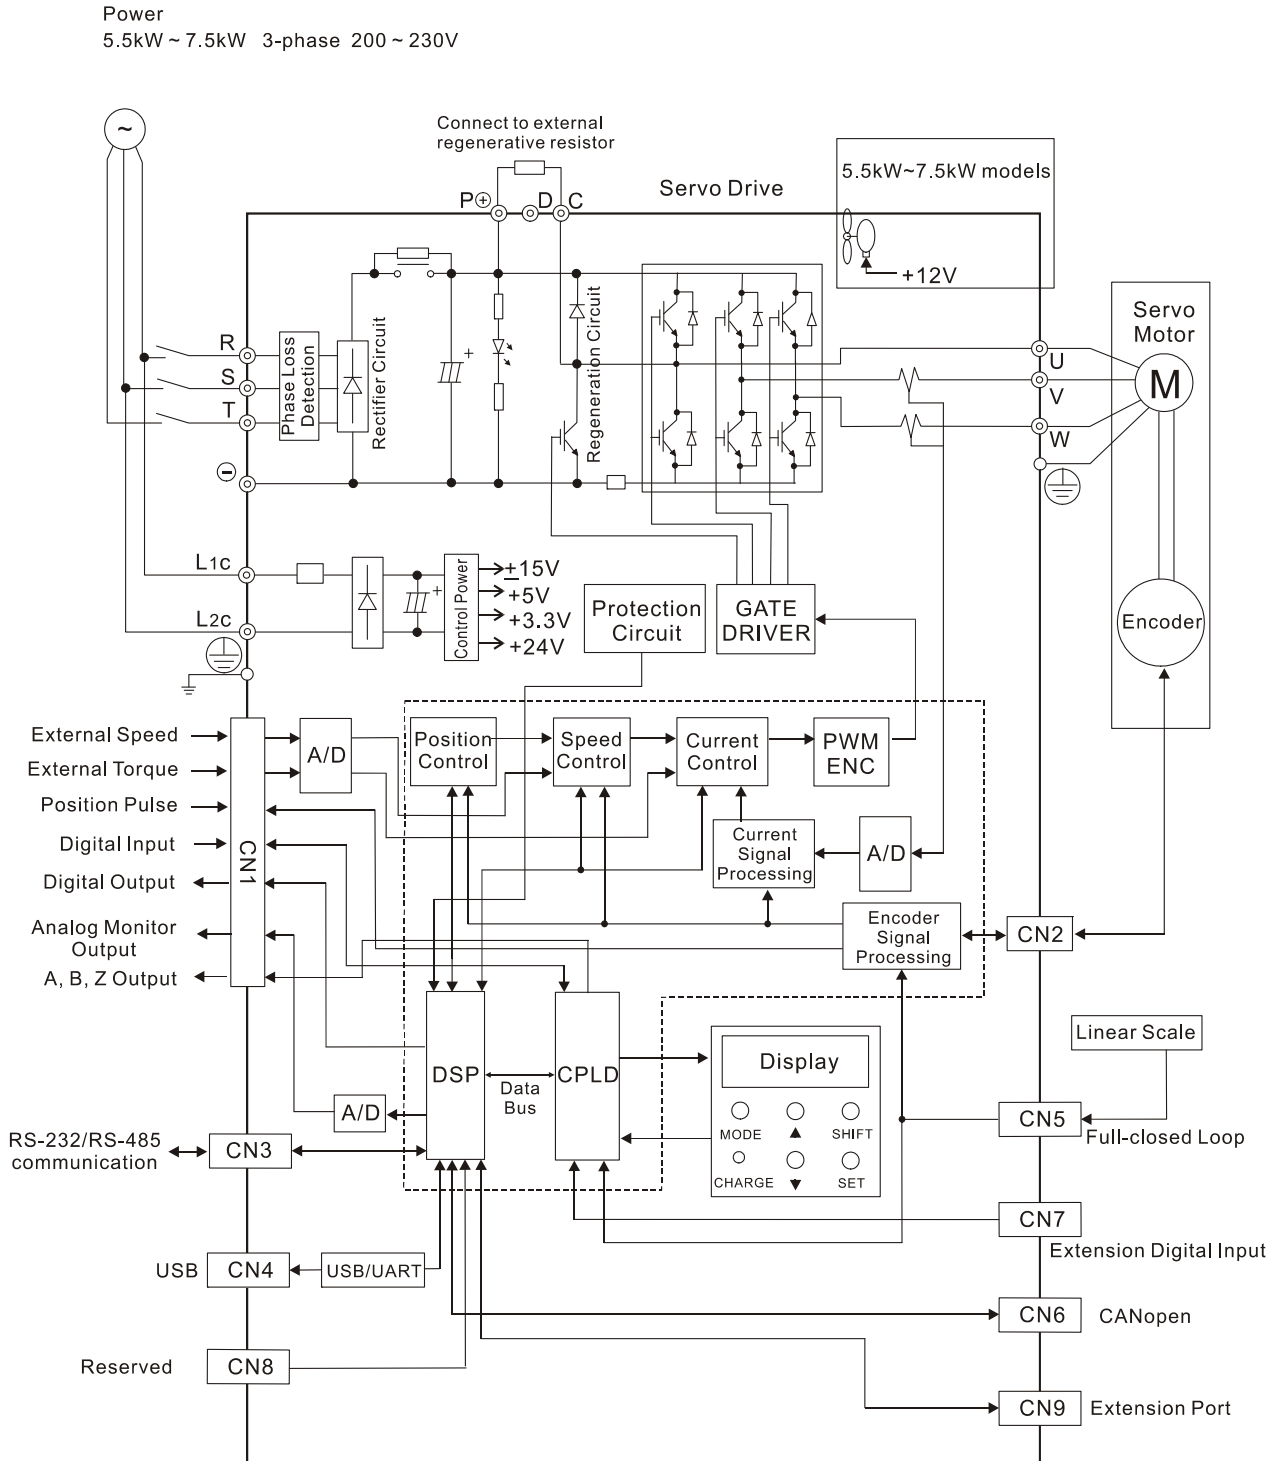 Power
5.5kW ~ 7.5kW 3-phase 200 ~ 230V
~
Connect to external
regenerative resistor
5.5kW~7.5kW models
+12V
P⊕
D
C
Servo Drive
Servo
Motor
R
S
T
Phase Loss
Detection
Rectifier Circuit
+
Regeneration Circuit
U
V
W
M
⊖
L1c
L2c
+
Control Power
±15V
+5V
+3.3V
+24V
Protection
Circuit
GATE
DRIVER
Encoder
External Speed
External Torque
Position Pulse
Digital Input
Digital Output
Analog Monitor
Output
A, B, Z Output
CN1
A/D
Position
Control
Speed
Control
Current
Control
PWM
ENC
Current
Signal
Processing
A/D
Encoder
Signal
Processing
CN2
Linear Scale
DSP
Data
Bus
CPLD
Display
MODE
▲
SHIFT
CHARGE
▼
SET
A/D
CN5
Full-closed Loop
RS-232/RS-485
communication
CN3
CN7
Extension Digital Input
USB
CN4
USB/UART
CN6
CANopen
Reserved
CN8
CN9
Extension Port